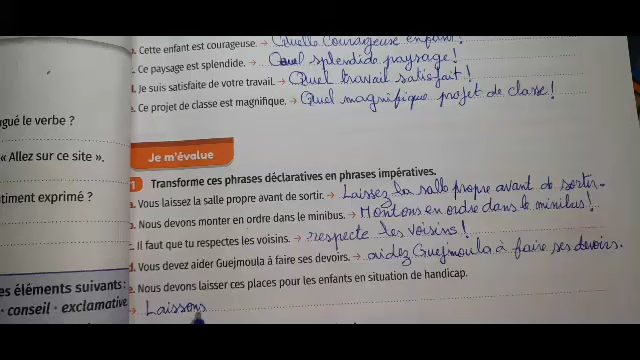 . Cette enfant est courageuse. → Quelle courageuse enfant !
. Ce paysage est splendide. → Quel splendide paysage !
d. Je suis satisfaite de votre travail. → Quel travail satisfait !
e. Ce projet de classe est magnifique. → Quel magnifique projet de classe !
ugué le verbe ?
« Allez sur ce site ».
Je m'évalue
timent exprimé ?
1 Transforme ces phrases déclaratives en phrases impératives.
a. Vous laissez la salle propre avant de sortir. → Laissez la salle propre avant de sortir.
b. Nous devons monter en ordre dans le minibus. → Montons en ordre dans le minibus !
c. Il faut que tu respectes les voisins. → respecte les voisins !
d. Vous devez aider Guejmoula à faire ses devoirs. → aidez Guejmoula à faire ses devoirs.
es éléments suivants :
· conseil · exclamative
e. Nous devons laisser ces places pour les enfants en situation de handicap.
→ Laissons